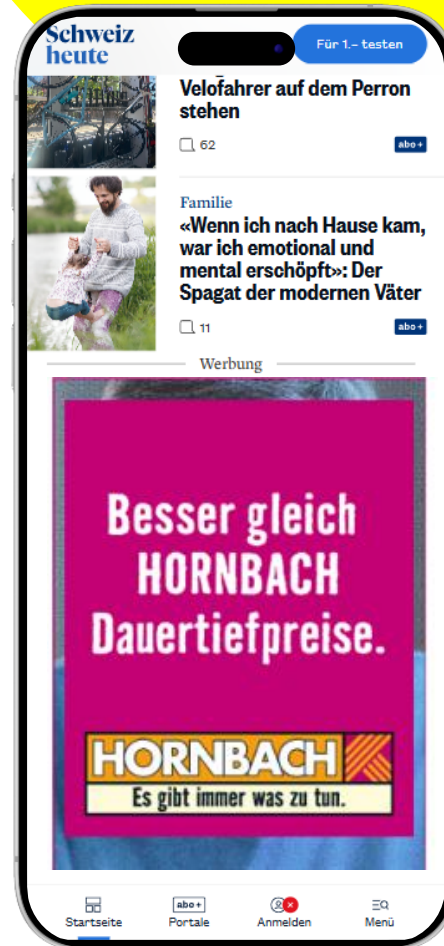 Schweiz
heute
Für 1.– testen
Velofahrer auf dem Perron
stehen
62
abo+
Familie
«Wenn ich nach Hause kam,
war ich emotional und
mental erschöpft»: Der
Spagat der modernen Väter
11
abo+
Werbung
Besser gleich
HORNBACH
Dauertiefpreise.
HORNBACH
Es gibt immer was zu tun.
Startseite
abo+
Portale
Anmelden
Menü